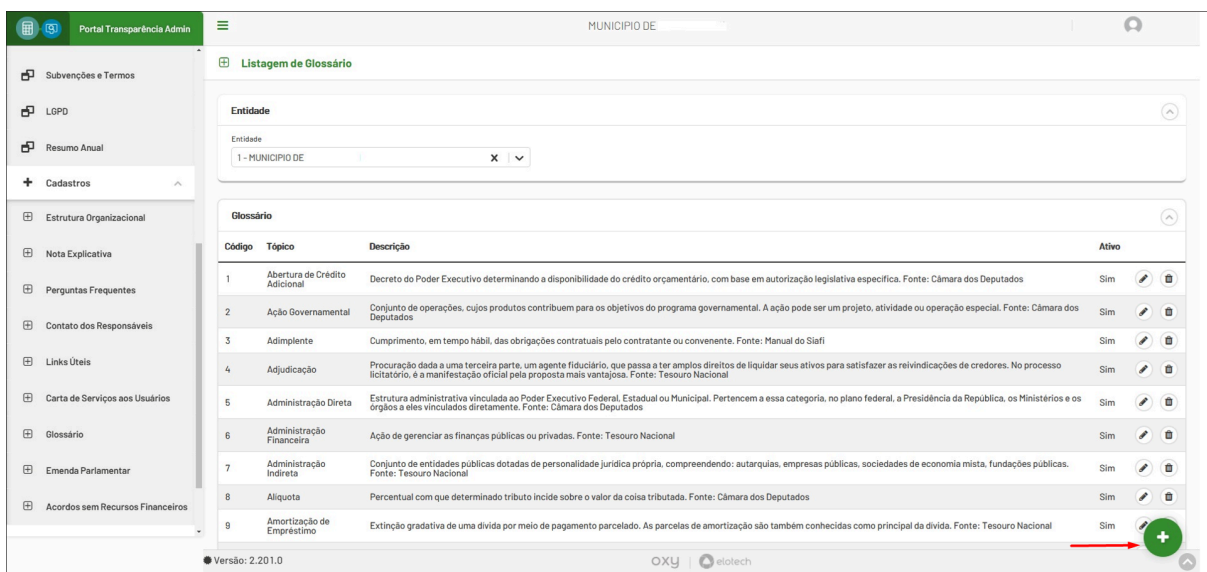 Portal Transparência Admin
MUNICIPIO DE
Subvenções e Termos
LGPD
Resumo Anual
Cadastros
Estrutura Organizacional
Nota Explicativa
Perguntas Frequentes
Contato dos Responsáveis
Links Úteis
Carta de Serviços aos Usuários
Glossário
Emenda Parlamentar
Acordos sem Recursos Financeiros
Listagem de Glossário
Entidade
Entidade
1 - MUNICIPIO DE
Glossário
Código Tópico Descrição Ativo
1 Abertura de Crédito Adicional Decreto do Poder Executivo determinando a disponibilidade do crédito orçamentário, com base em autorização legislativa específica. Fonte: Câmara dos Deputados Sim
2 Ação Governamental Conjunto de operações, cujos produtos contribuem para os objetivos do programa governamental. A ação pode ser um projeto, atividade ou operação especial. Fonte: Câmara dos Deputados Sim
3 Adimplente Cumprimento, em tempo hábil, das obrigações contratuais pelo contratante ou convenente. Fonte: Manual do Siafi Sim
4 Adjudicação Procuração dada a uma terceira parte, um agente fiduciário, que passa a ter amplos direitos de liquidar seus ativos para satisfazer as reivindicações de credores. No processo licitatório, é a manifestação oficial pela proposta mais vantajosa. Fonte: Tesouro Nacional Sim
5 Administração Direta Estrutura administrativa vinculada ao Poder Executivo Federal, Estadual ou Municipal. Pertencem a essa categoria, no plano federal, a Presidência da República, os Ministérios e os órgãos a eles vinculados diretamente. Fonte: Câmara dos Deputados Sim
6 Administração Financeira Ação de gerenciar as finanças públicas ou privadas. Fonte: Tesouro Nacional Sim
7 Administração Indireta Conjunto de entidades públicas dotadas de personalidade jurídica própria, compreendendo: autarquias, empresas públicas, sociedades de economia mista, fundações públicas. Fonte: Tesouro Nacional Sim
8 Alíquota Percentual com que determinado tributo incide sobre o valor da coisa tributada. Fonte: Câmara dos Deputados Sim
9 Amortização de Empréstimo Extinção gradativa de uma dívida por meio de pagamento parcelado. As parcelas de amortização são também conhecidas como principal da dívida. Fonte: Tesouro Nacional Sim
Versão: 2.201.0
oxy
elotech